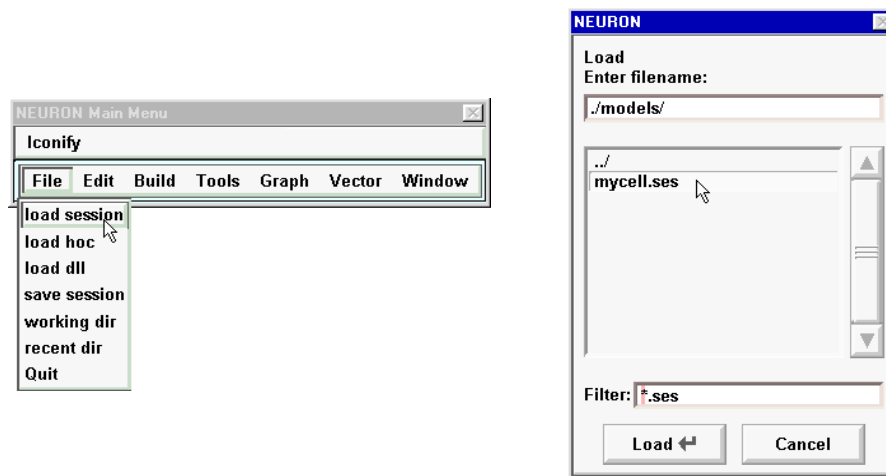 NEURON Main Menu
Iconify
File Edit Build Tools Graph Vector Window
load session
load hoc
load dll
save session
working dir
recent dir
Quit
NEURON
Load
Enter filename:
./models/
../
mycell.ses
Filter: *.ses
Load Cancel